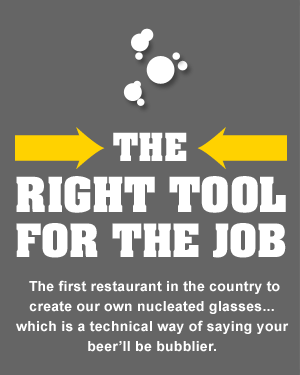 THE
RIGHT TOOL
FOR THE JOB
The first restaurant in the country to
create our own nucleated glasses...
which is a technical way of saying your
beer’ll be bubblier.